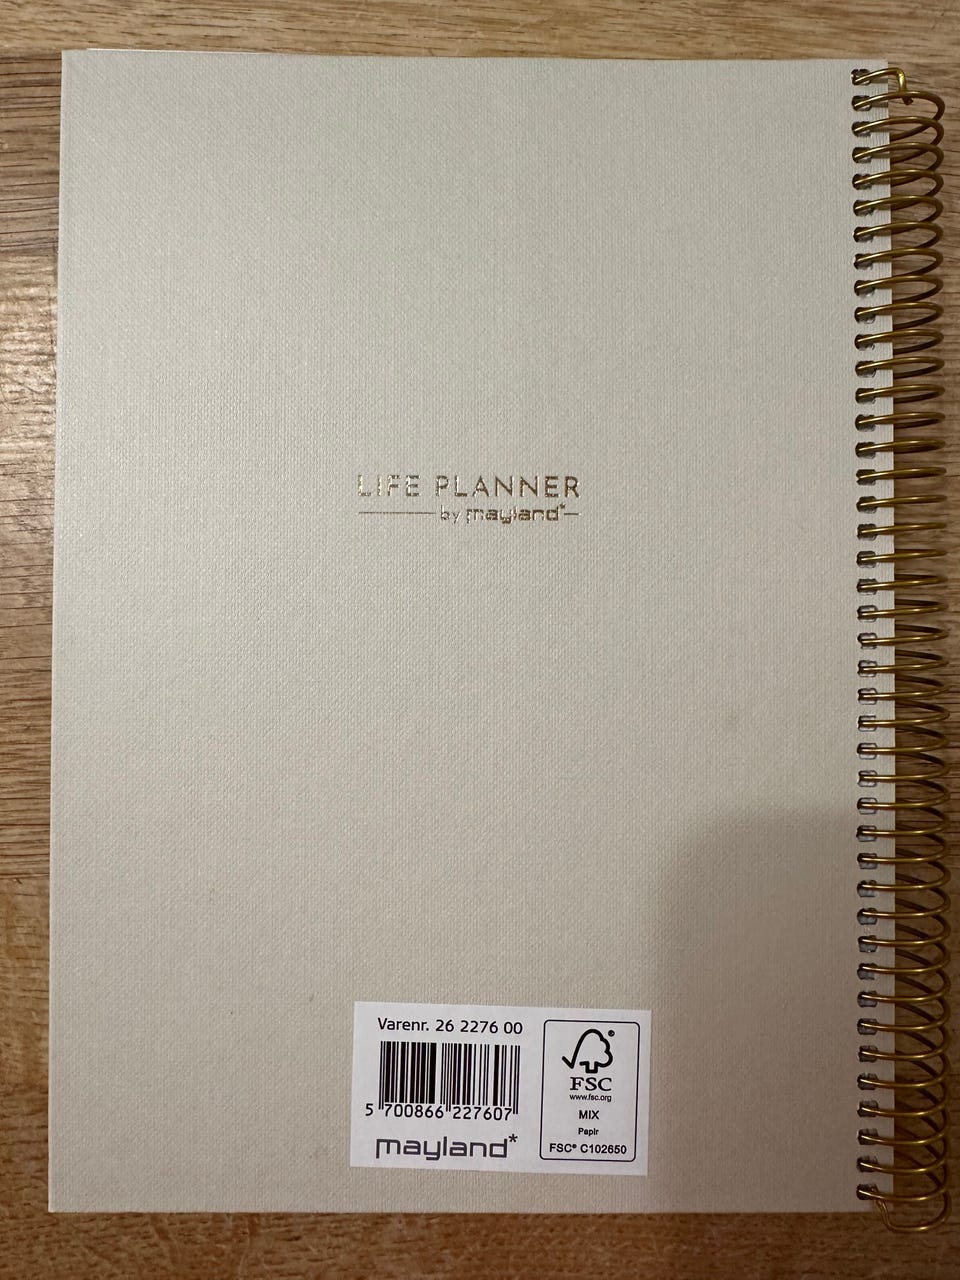 LIFE PLANNER
by mayland*
Varenr. 26 2276 00
5 700866 227607
mayland*
®
FSC
www.fsc.org
MIX
Papir
FSC® C102650